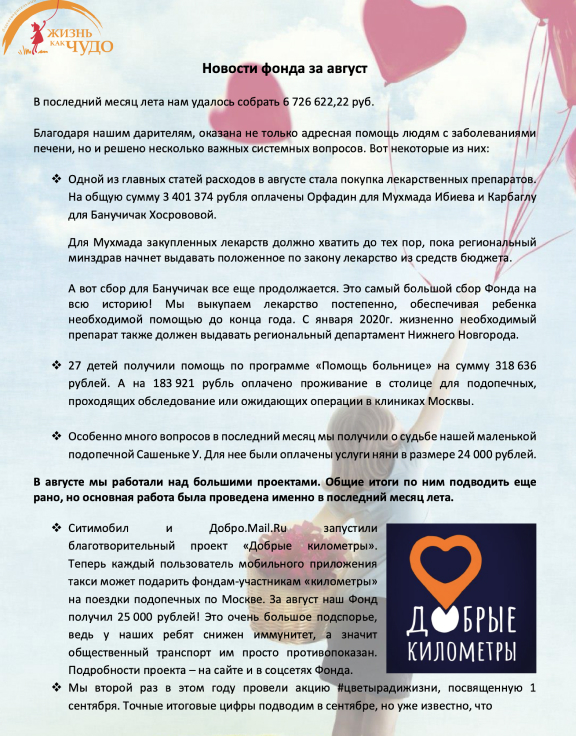 ЖИЗНЬ
КАК ЧУДО
Новости фонда за август
В последний месяц лета нам удалось собрать 6 726 622,22 руб.
Благодаря нашим дарителям, оказана не только адресная помощь людям с заболеваниями
печени, но и решено несколько важных системных вопросов. Вот некоторые из них:
❖ Одной из главных статей расходов в августе стала покупка лекарственных препаратов.
На общую сумму 3 401 374 рубля оплачены Орфадин для Мухмада Ибиева и Карбаглу
для Банучичак Хосрововой.
Для Мухмада закупленных лекарств должно хватить до тех пор, пока региональный
минздрав начнет выдавать положенное по закону лекарство из средств бюджета.
А вот сбор для Банучичак все еще продолжается. Это самый большой сбор Фонда на
всю историю! Мы выкупаем лекарство постепенно, обеспечивая ребенка
необходимой помощью до конца года. С января 2020г. жизненно необходимый
препарат также должен выдавать региональный департамент Нижнего Новгорода.
❖ 27 детей получили помощь по программе «Помощь больнице» на сумму 318 636
рублей. А на 183 921 рубль оплачено проживание в столице для подопечных,
проходящих обследование или ожидающих операции в клиниках Москвы.
❖ Особенно много вопросов в последний месяц мы получили о судьбе нашей маленькой
подопечной Сашеньке У. Для нее были оплачены услуги няни в размере 24 000 рублей.
В августе мы работали над большими проектами. Общие итоги по ним подводить еще
рано, но основная работа была проведена именно в последний месяц лета.
❖ Ситимобил и Добро.Mail.Ru запустили
благотворительный проект «Добрые километры».
Теперь каждый пользователь мобильного приложения
такси может подарить фондам-участникам «километры»
на поездки подопечных по Москве. За август наш Фонд
получил 25 000 рублей! Это очень большое подспорье,
ведь у наших ребят снижен иммунитет, а значит
общественный транспорт им просто противопоказан.
Подробности проекта – на сайте и в соцсетях Фонда.
ДОБРЫЕ
КИЛОМЕТРЫ
❖ Мы второй раз в этом году провели акцию #цветырадижизни, посвященную 1
сентября. Точные итоговые цифры подводим в сентябре, но уже известно, что